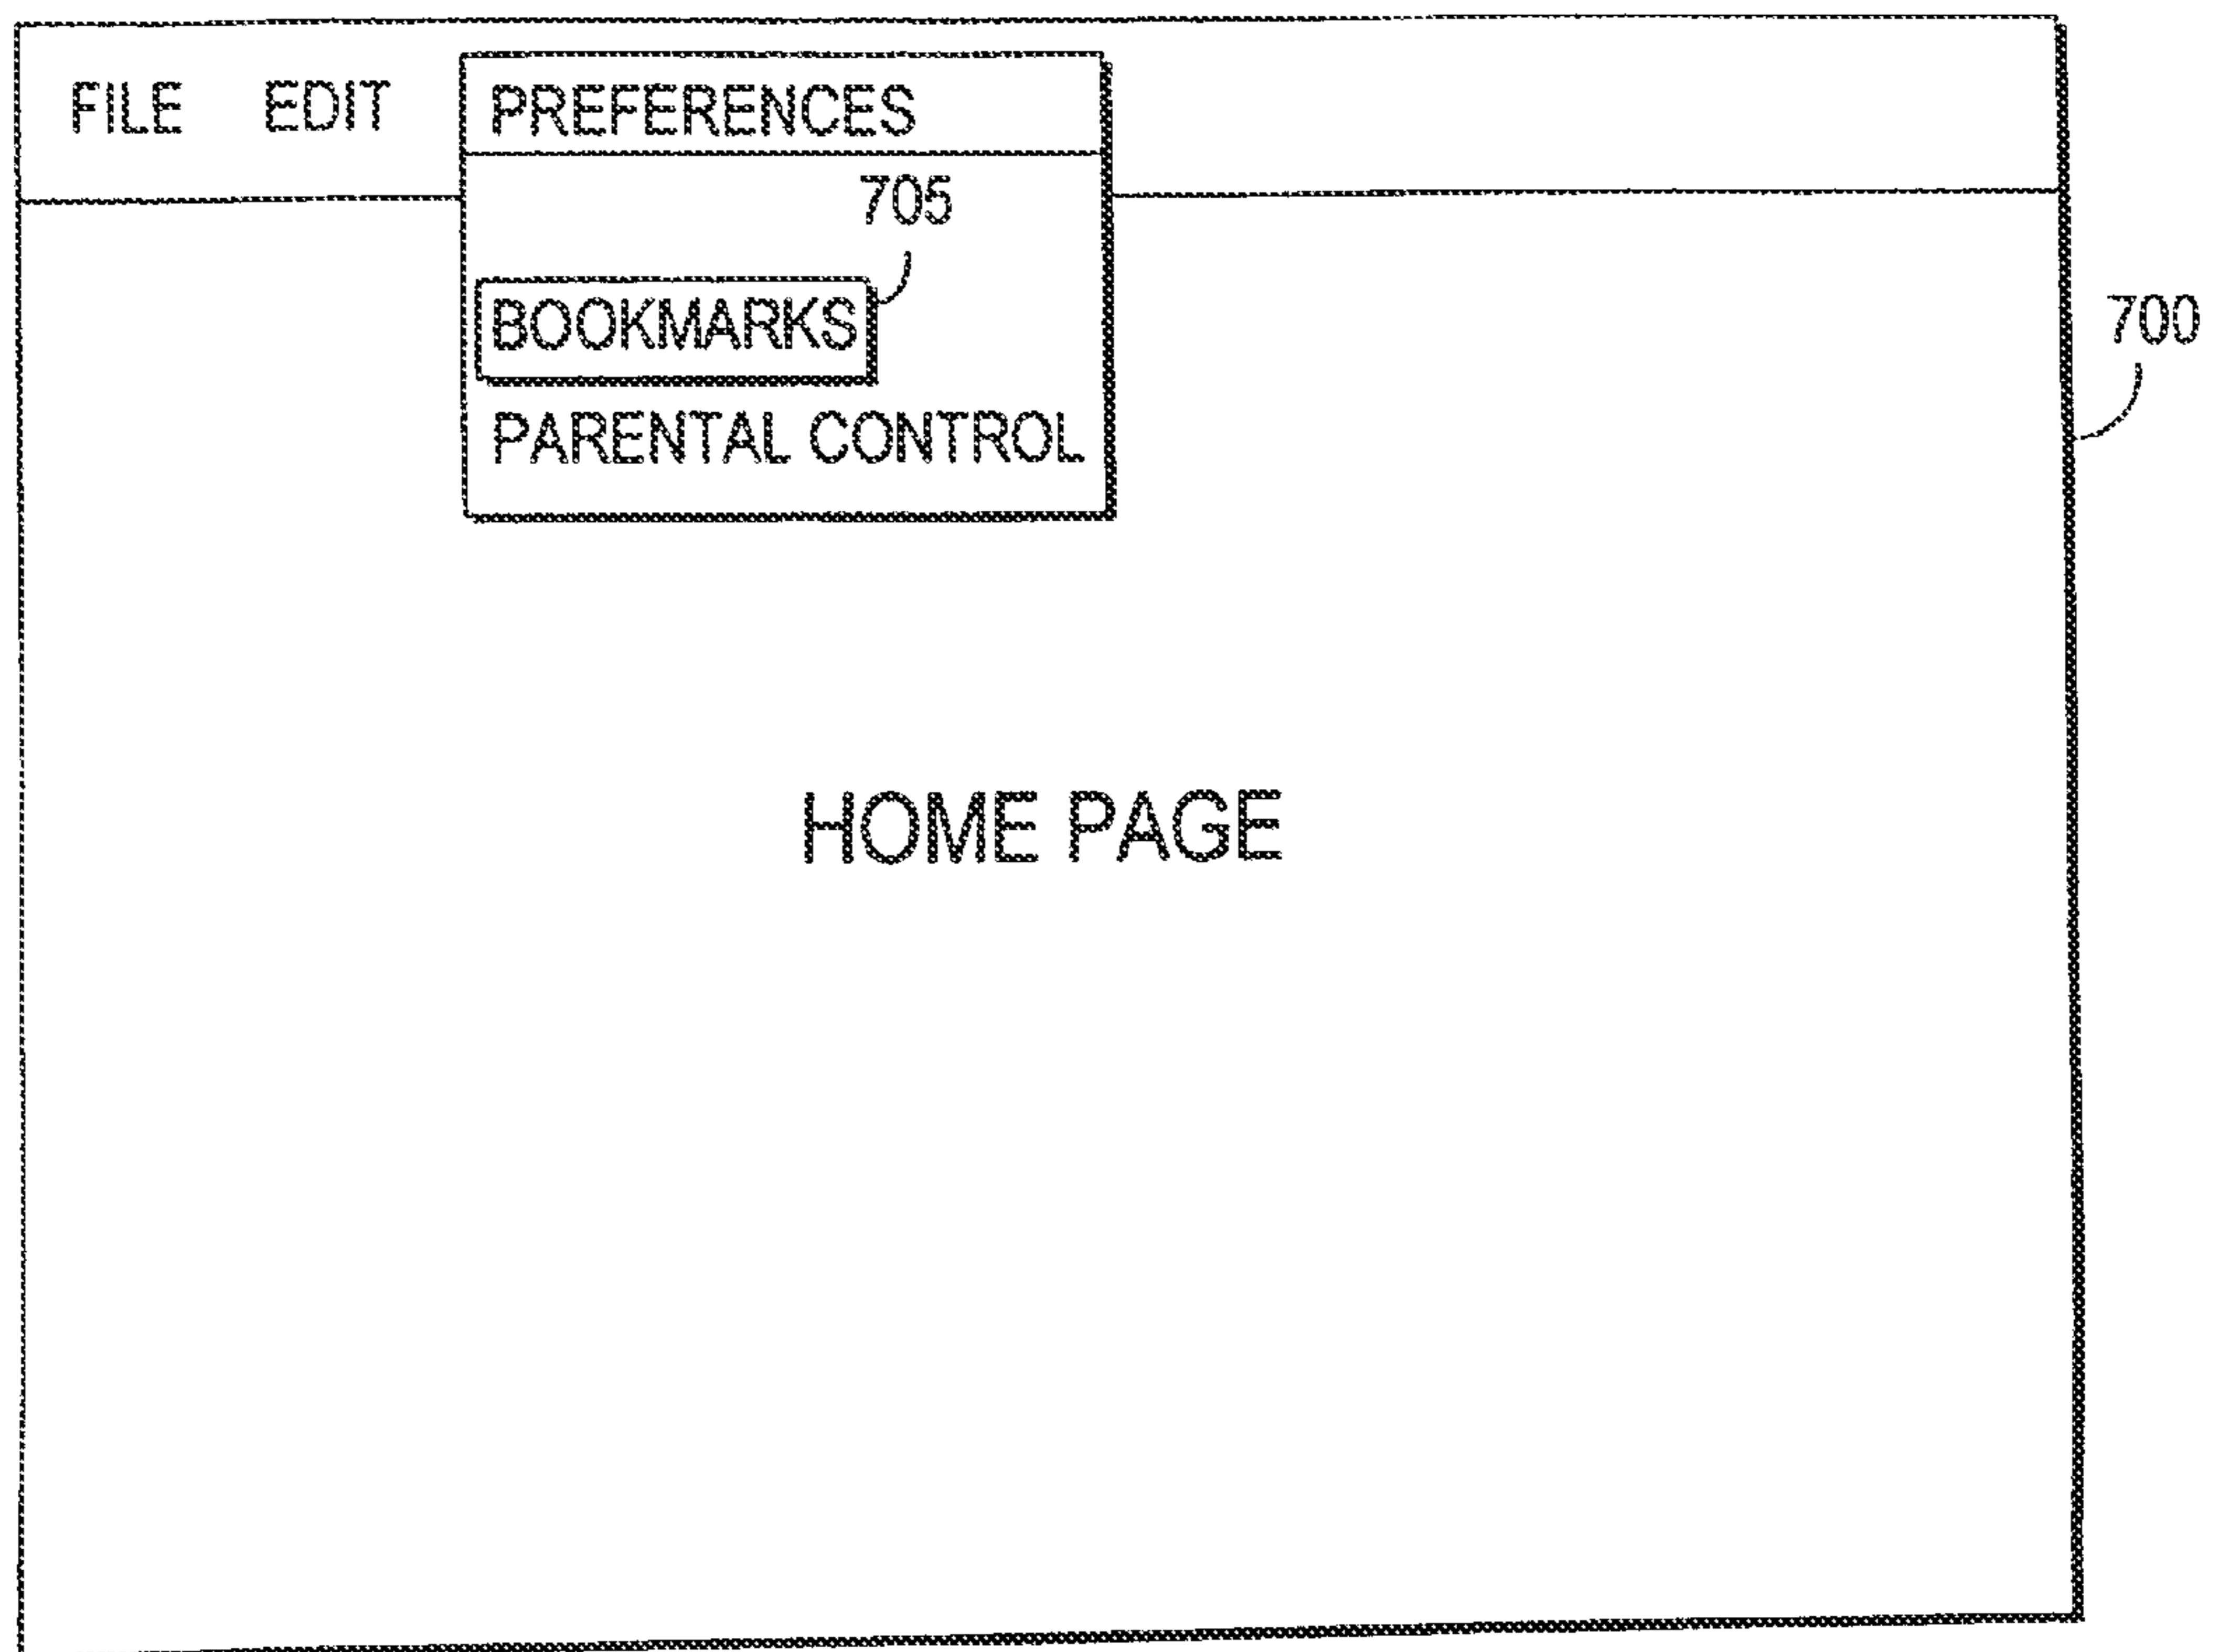 FILE EDIT PREFERENCES
705
BOOKMARKS
700
PARENTAL CONTROL
HOME PAGE